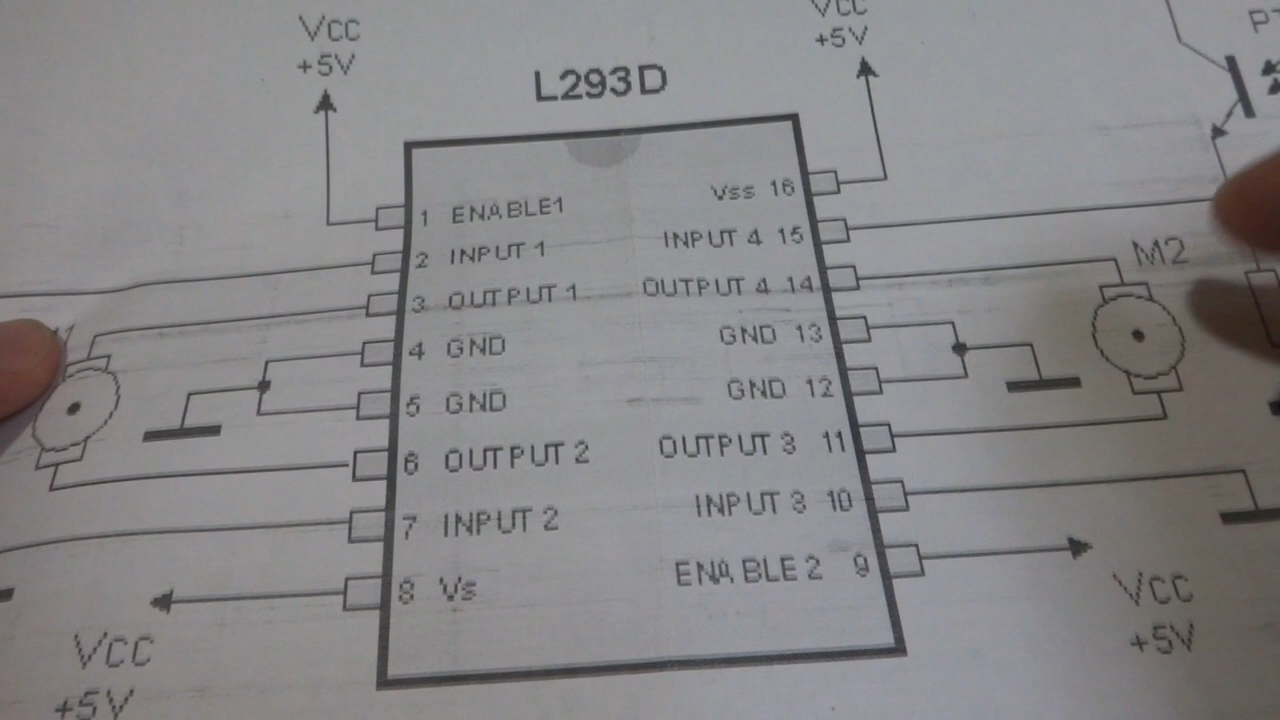 VCC
+5V
VCC
+5V
L293D
1 ENABLE1
2 INPUT 1
3 OUTPUT 1
4 GND
5 GND
6 OUTPUT 2
7 INPUT 2
8 Vs
Vss 16
INPUT 4 15
OUTPUT 4 14
GND 13
GND 12
OUTPUT 3 11
INPUT 3 10
ENABLE 2 9
M2
VCC
+5V
VCC
+5V